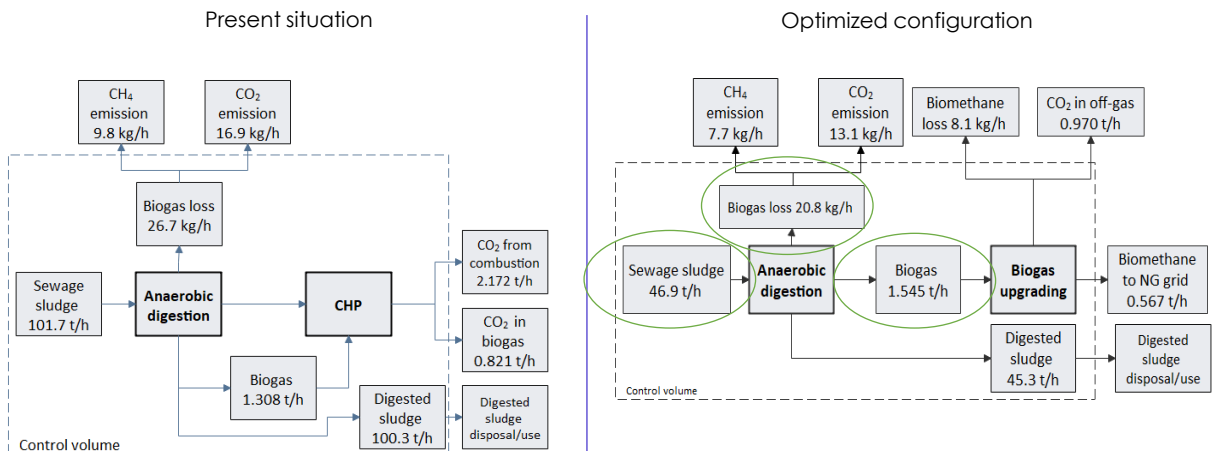 Present situation
CH₄
emission
9.8 kg/h
CO₂
emission
16.9 kg/h
Biogas loss
26.7 kg/h
Sewage
sludge
101.7 t/h
Anaerobic
digestion
CHP
CO₂ from
combustion
2.172 t/h
CO₂ in
biogas
0.821 t/h
Biogas
1.308 t/h
Digested
sludge
100.3 t/h
Digested
sludge
disposal/use
Control volume
Optimized configuration
CH₄
emission
7.7 kg/h
CO₂
emission
13.1 kg/h
Biomethane
loss 8.1 kg/h
CO₂ in off-gas
0.970 t/h
Biogas loss 20.8 kg/h
Sewage sludge
46.9 t/h
Anaerobic
digestion
Biogas
1.545 t/h
Biogas
upgrading
Biomethane
to NG grid
0.567 t/h
Digested
sludge
45.3 t/h
Digested
sludge
disposal/use
Control volume